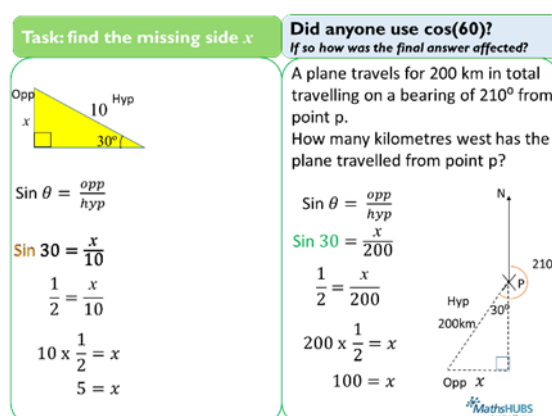 Task: find the missing side x
Opp
x
10
Hyp
30º
Sin θ = opp/hyp
Sin 30 = x/10
1/2 = x/10
10 x 1/2 = x
5 = x
Did anyone use cos(60)?
If so how was the final answer affected?
A plane travels for 200 km in total
travelling on a bearing of 210º from
point p.
How many kilometres west has the
plane travelled from point p?
Sin θ = opp/hyp
Sin 30 = x/200
1/2 = x/200
200 x 1/2 = x
100 = x
N
210
P
30º
Hyp
200km
Opp x
MathsHUBS